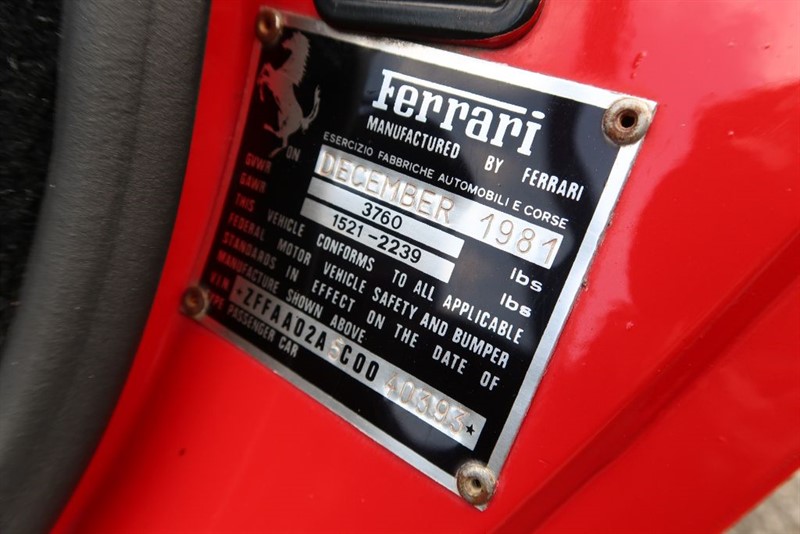 Ferrari
MANUFACTURED BY FERRARI
ESERCIZIO FABBRICHE AUTOMOBILI E CORSE
ON DECEMBER 1981
GVWR 3760 lbs
GAWR 1521-2239 lbs
THIS VEHICLE CONFORMS TO ALL APPLICABLE
FEDERAL MOTOR VEHICLE SAFETY AND BUMPER
STANDARDS IN EFFECT ON THE DATE OF
MANUFACTURE SHOWN ABOVE
VIN *ZFFAA02A5C0040393*
TYPE PASSENGER CAR